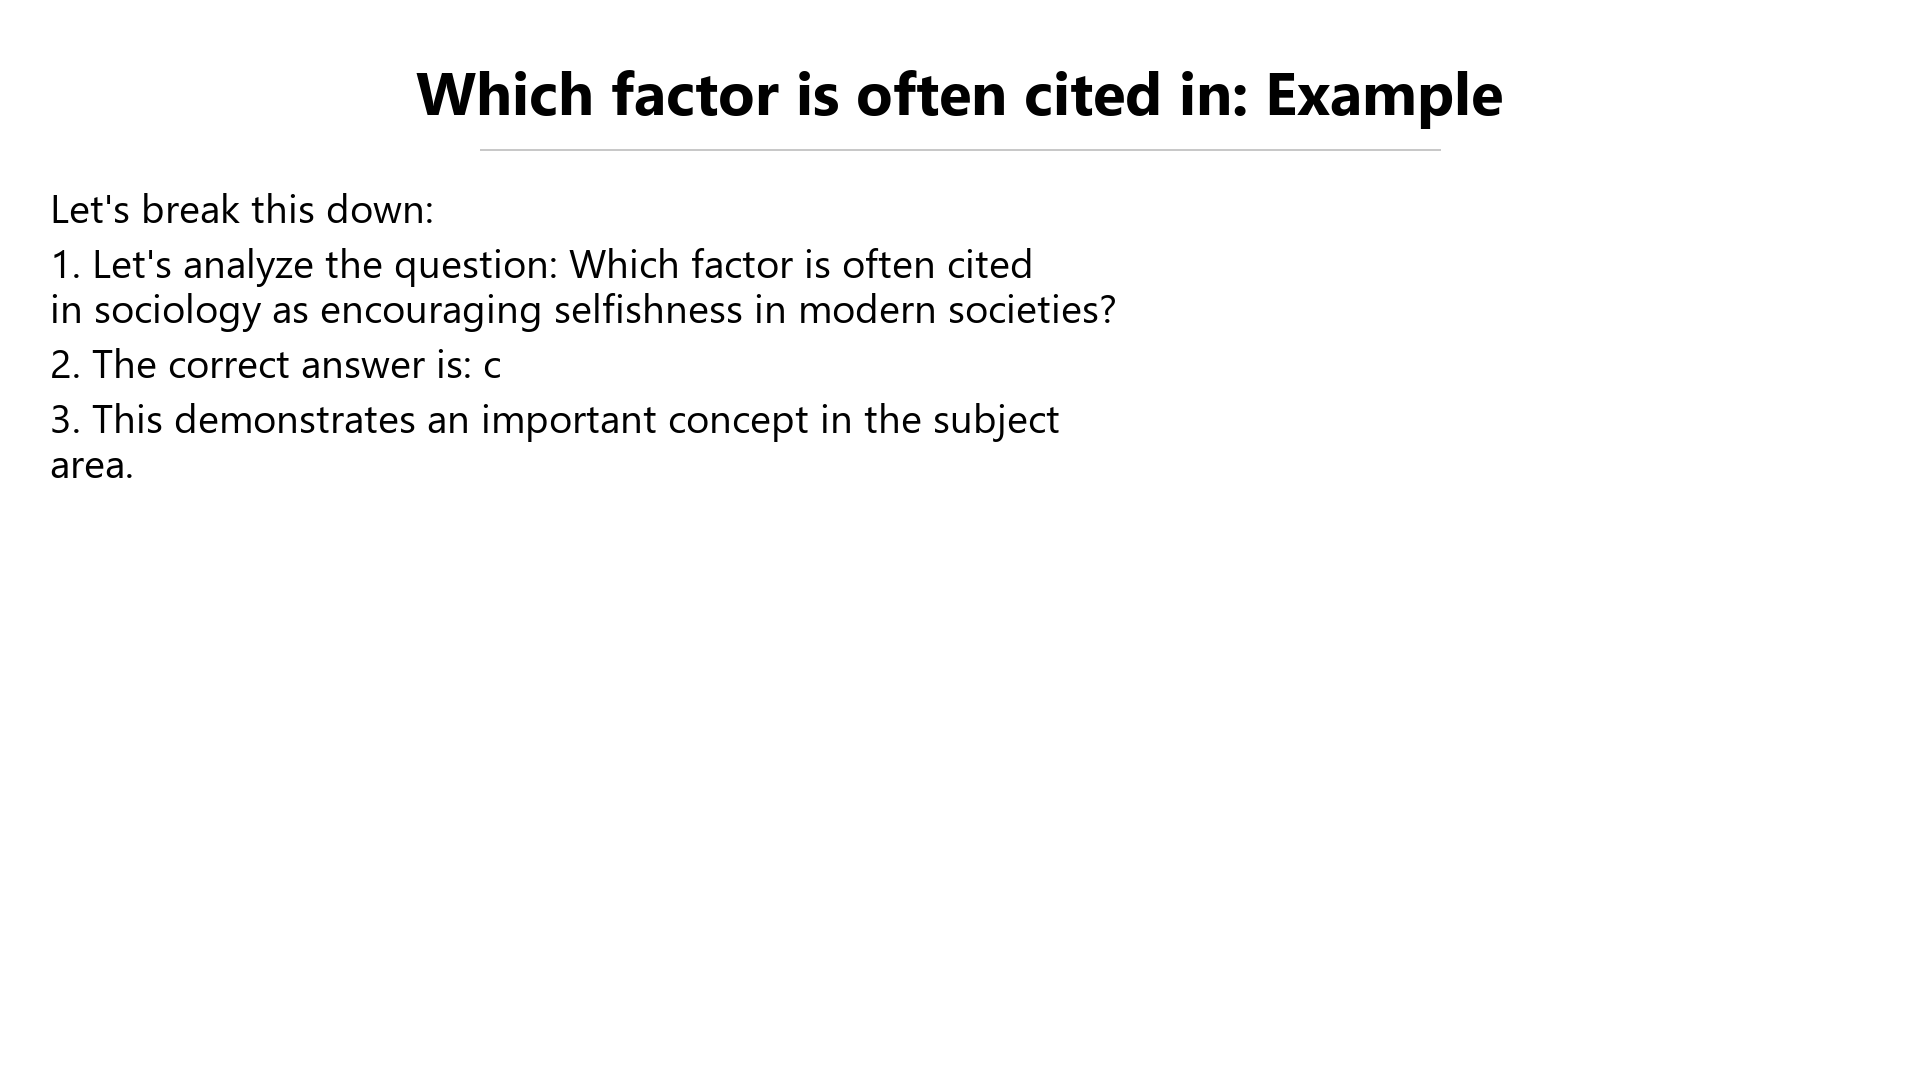 Which factor is often cited in: Example
Let's break this down:
1. Let's analyze the question: Which factor is often cited
in sociology as encouraging selfishness in modern societies?
2. The correct answer is: c
3. This demonstrates an important concept in the subject
area.